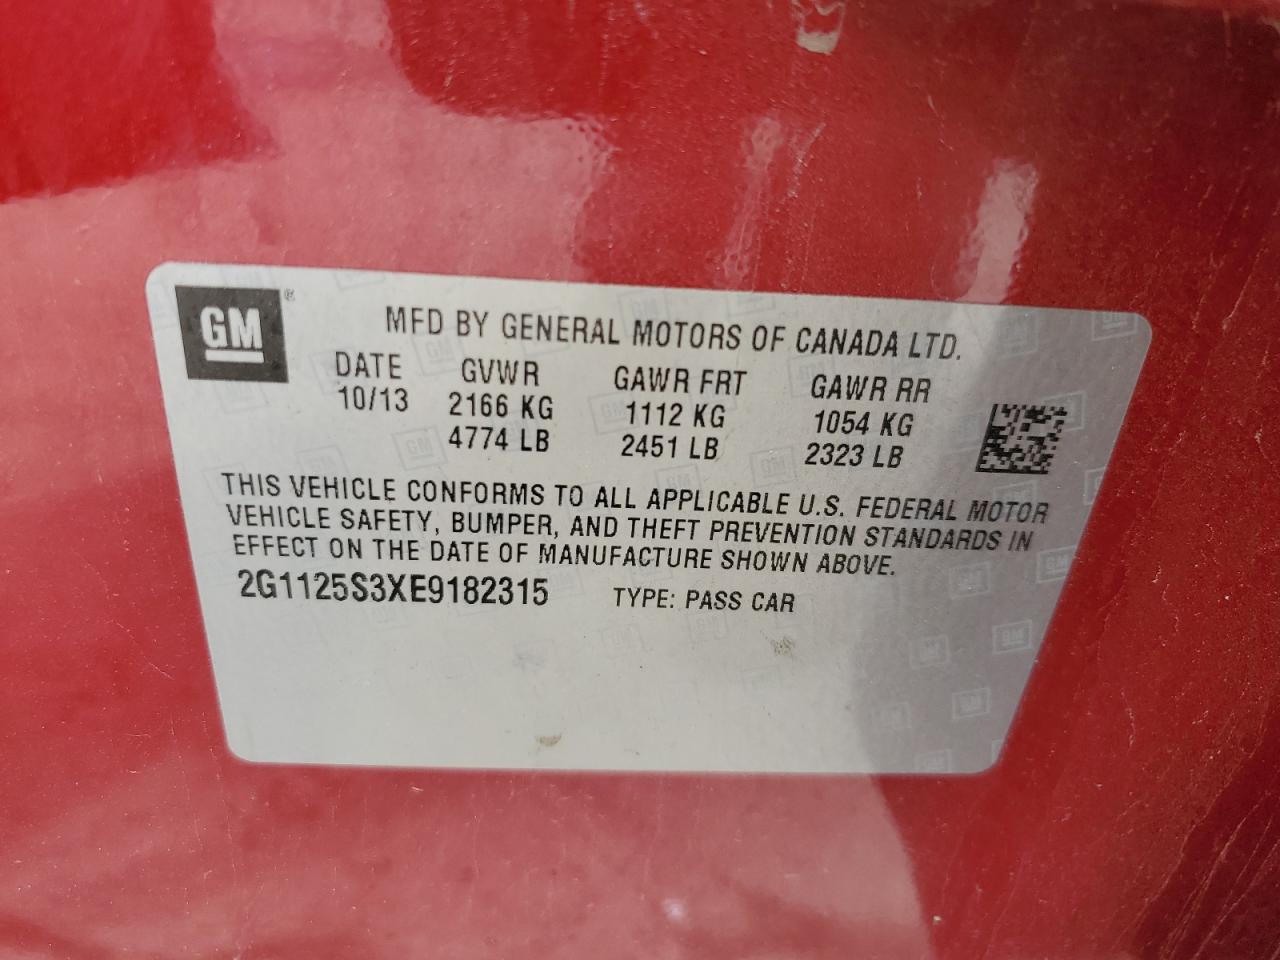 GM ®
MFD BY GENERAL MOTORS OF CANADA LTD.
DATE GVWR GAWR FRT GAWR RR
10/13 2166 KG 1112 KG 1054 KG
4774 LB 2451 LB 2323 LB
THIS VEHICLE CONFORMS TO ALL APPLICABLE U.S. FEDERAL MOTOR
VEHICLE SAFETY, BUMPER, AND THEFT PREVENTION STANDARDS IN
EFFECT ON THE DATE OF MANUFACTURE SHOWN ABOVE.
2G1125S3XE9182315 TYPE: PASS CAR